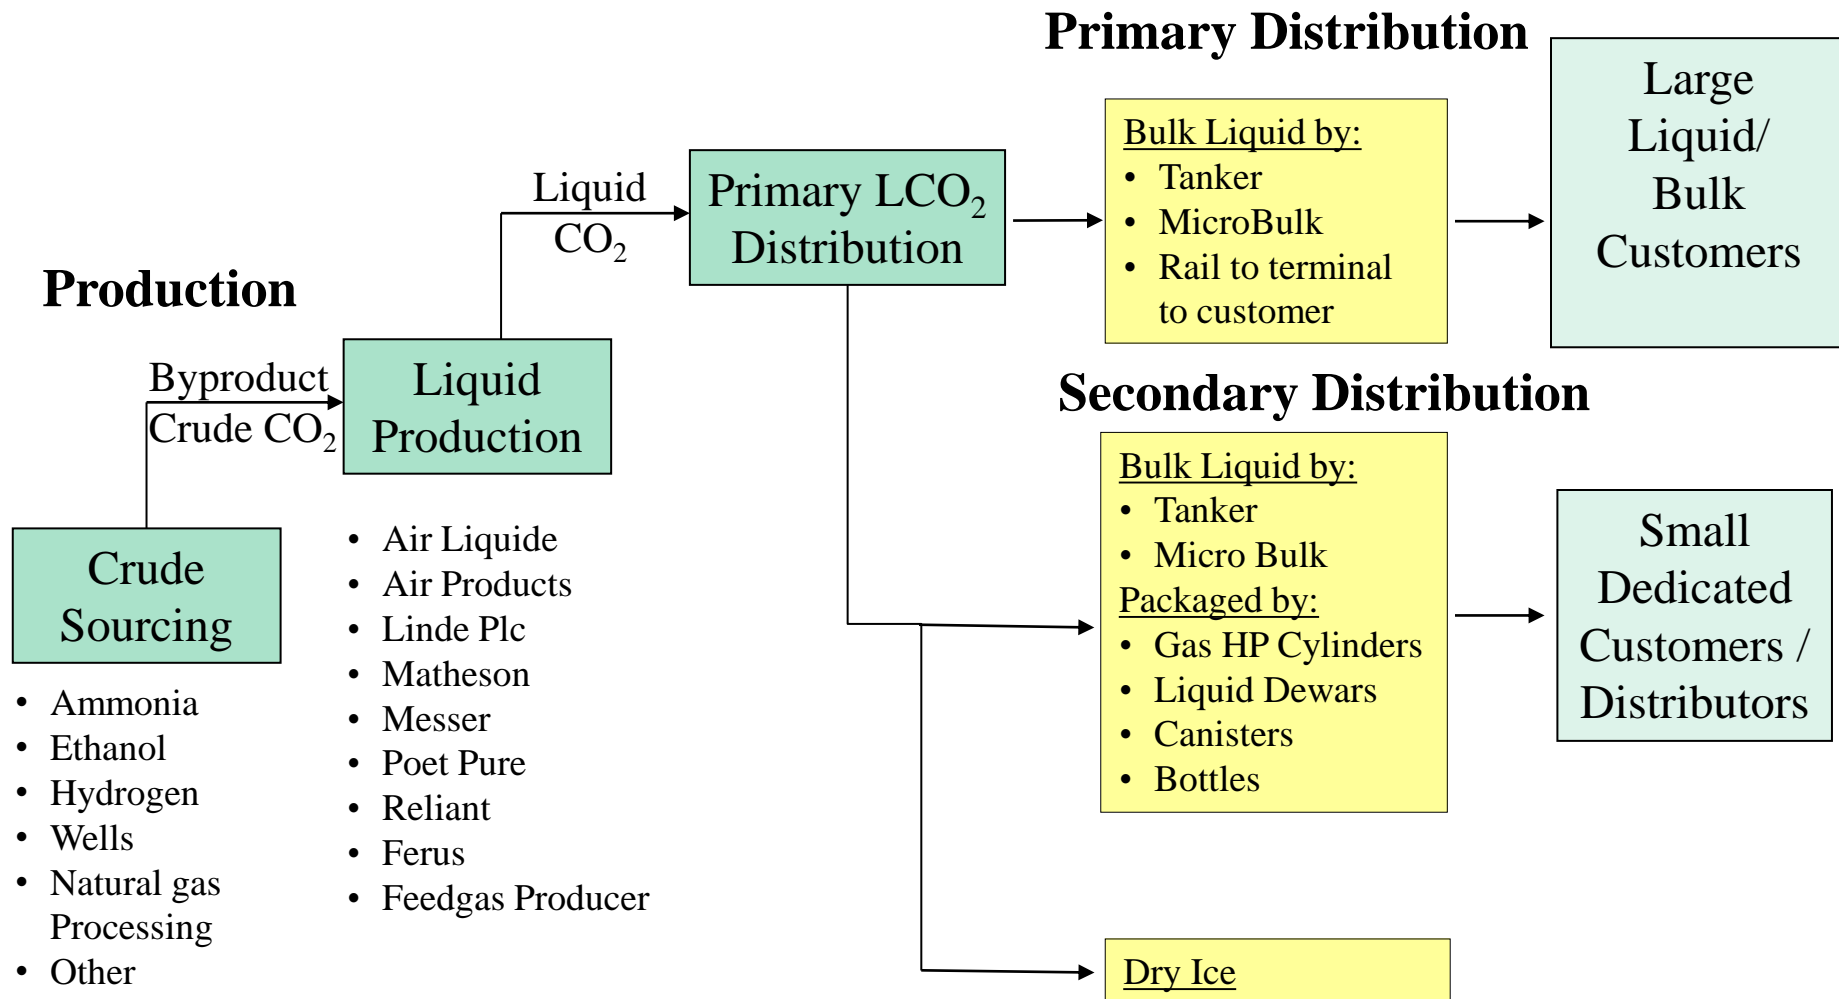 Production
Crude
Sourcing
• Ammonia
• Ethanol
• Hydrogen
• Wells
• Natural gas
Processing
• Other
Byproduct
Crude CO₂
Liquid
Production
• Air Liquide
• Air Products
• Linde Plc
• Matheson
• Messer
• Poet Pure
• Reliant
• Ferus
• Feedgas Producer
Liquid
CO₂
Primary LCO₂
Distribution
Primary Distribution
Bulk Liquid by:
• Tanker
• MicroBulk
• Rail to terminal
to customer
Large
Liquid/
Bulk
Customers
Secondary Distribution
Bulk Liquid by:
• Tanker
• Micro Bulk
Packaged by:
• Gas HP Cylinders
• Liquid Dewars
• Canisters
• Bottles
Small
Dedicated
Customers /
Distributors
Dry Ice